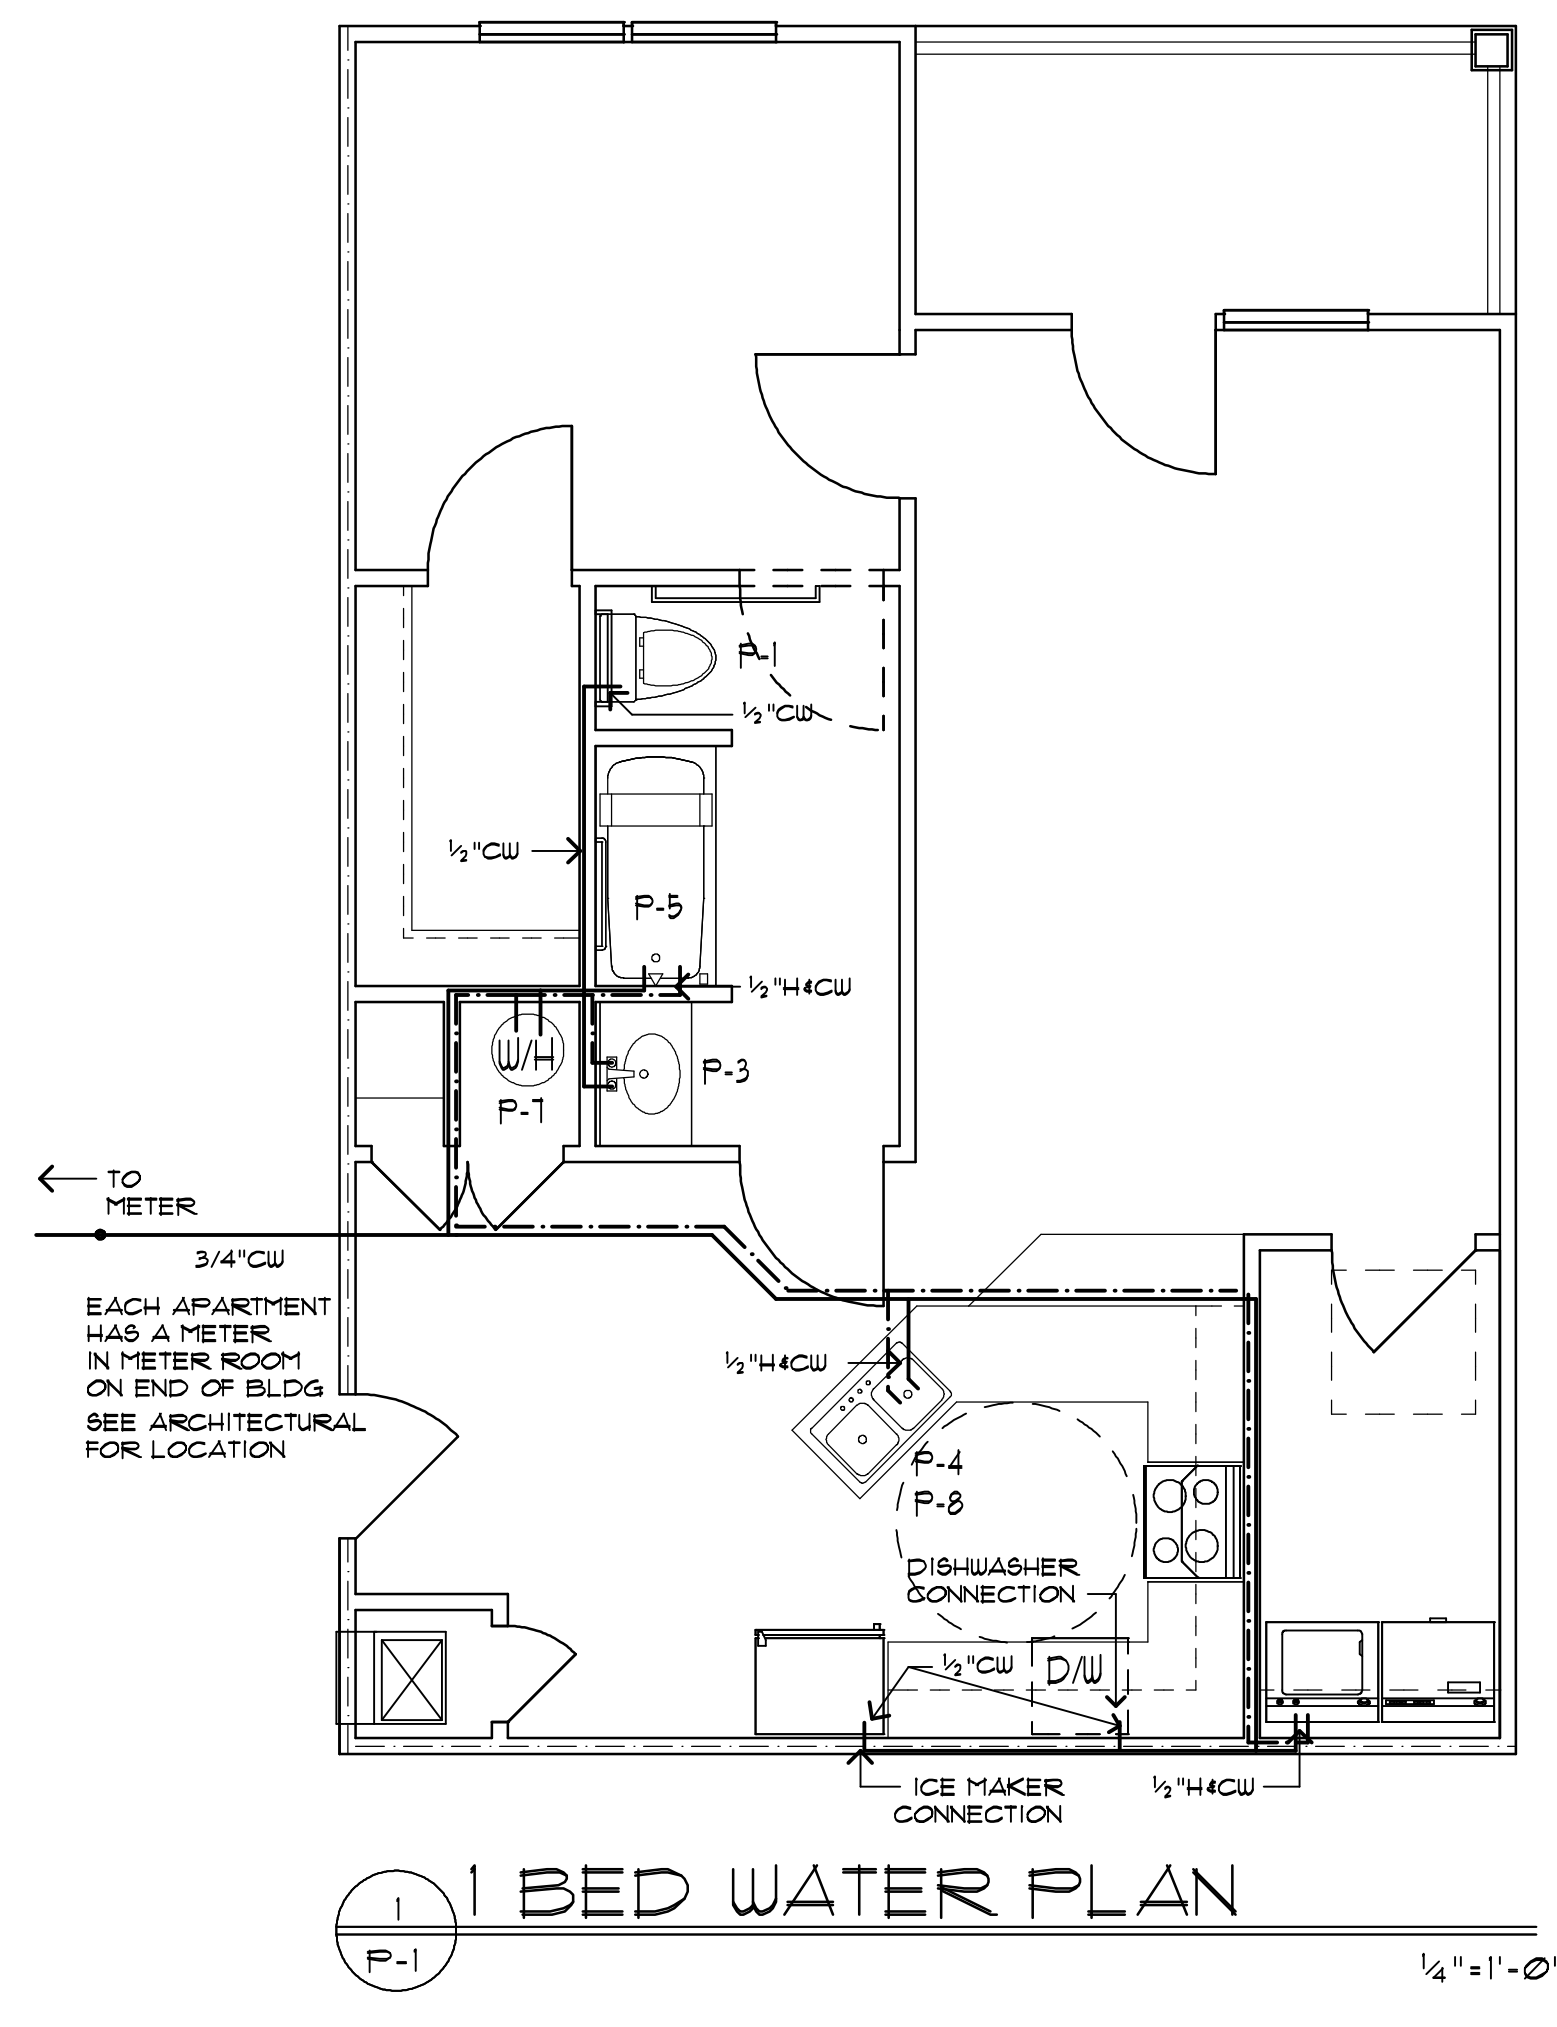 P-1
½"CW
½"CW
P-5
½"H&CW
W/H
P-3
P-7
TO
METER
3/4"CW
EACH APARTMENT
HAS A METER
IN METER ROOM
ON END OF BLDG
SEE ARCHITECTURAL
FOR LOCATION
½"H&CW
P-4
P-8
DISHWASHER
CONNECTION
½"CW
D/W
ICE MAKER
CONNECTION
½"H&CW
1
P-1
1 BED WATER PLAN
¼"=1'-0"